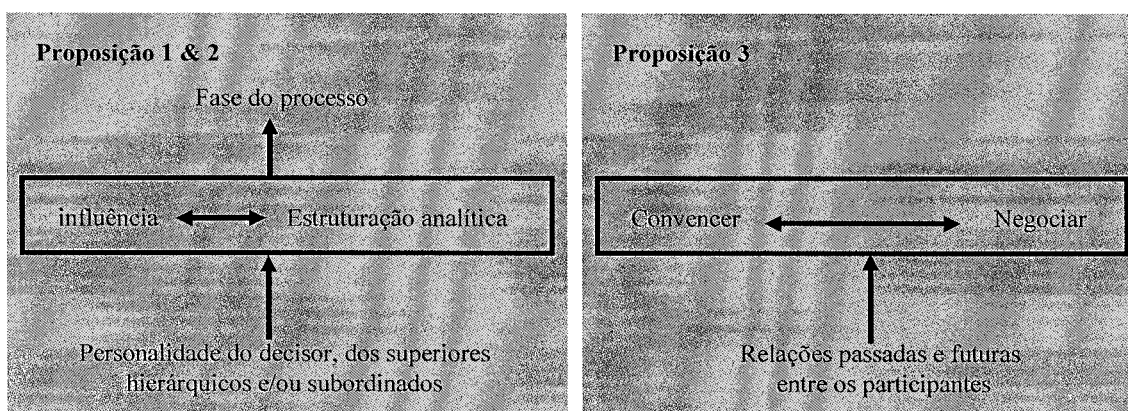 Proposição 1 & 2
Fase do processo
influência
Estruturação analítica
Personalidade do decisor, dos superiores
hierárquicos e/ou subordinados
Proposição 3
Convencer
Negociar
Relações passadas e futuras
entre os participantes